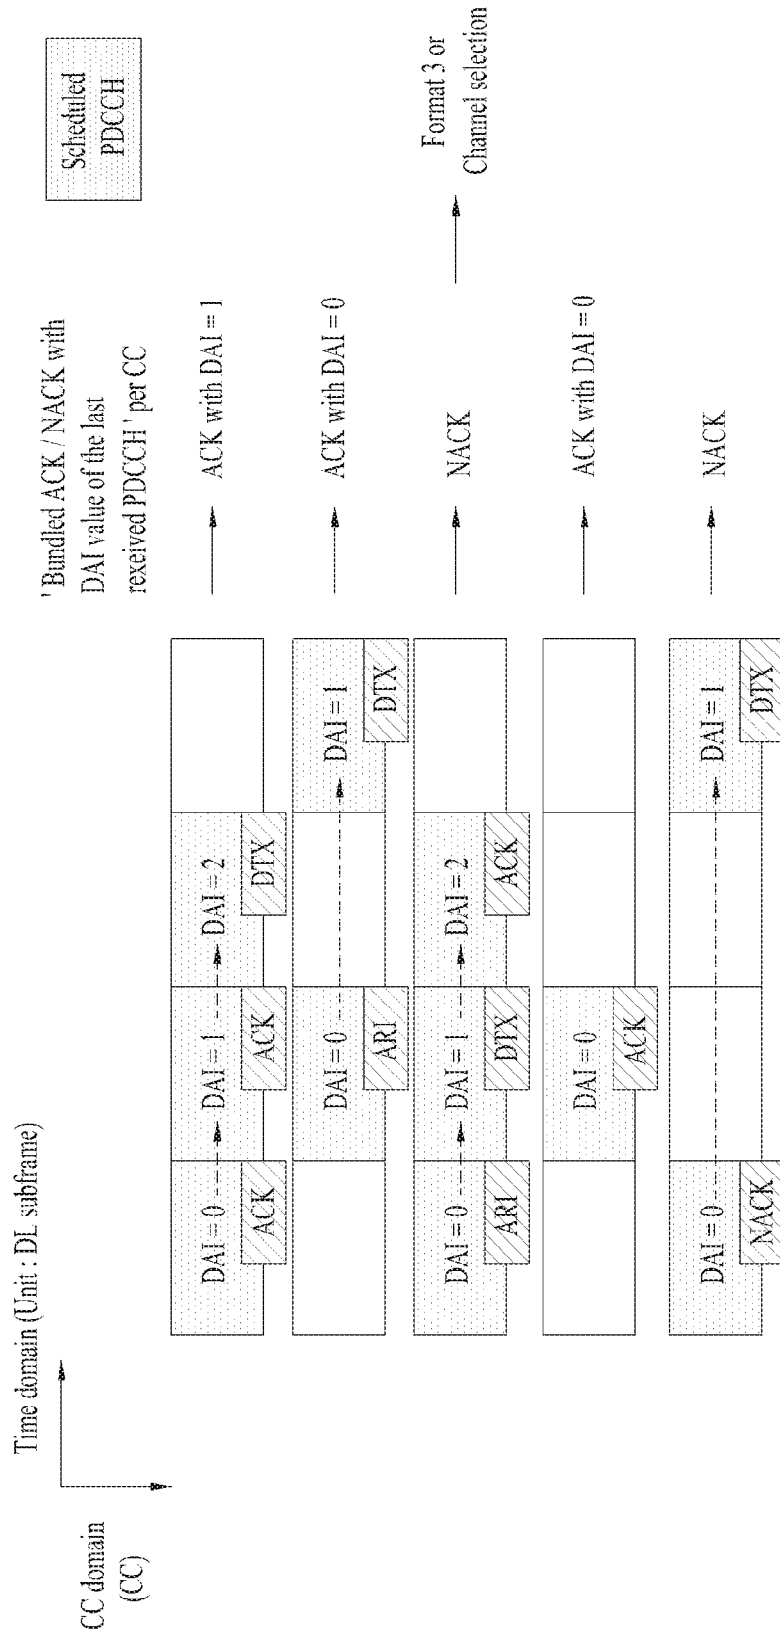 Time domain (Unit : DL subframe)
CC domain
(CC)
' Bundled ACK / NACK with
DAI value of the last
rexeived PDCCH ' per CC
Scheduled
PDCCH
DAI = 0
DAI = 1
DAI = 2
ACK
ACK
DTX
ACK with DAI = 1
DAI = 0
DAI = 1
ARI
DTX
ACK with DAI = 0
DAI = 0
DAI = 1
DAI = 2
ARI
DTX
ACK
NACK
Format 3 or
Channel selection
DAI = 0
ACK
ACK with DAI = 0
DAI = 0
DAI = 1
NACK
DTX
NACK